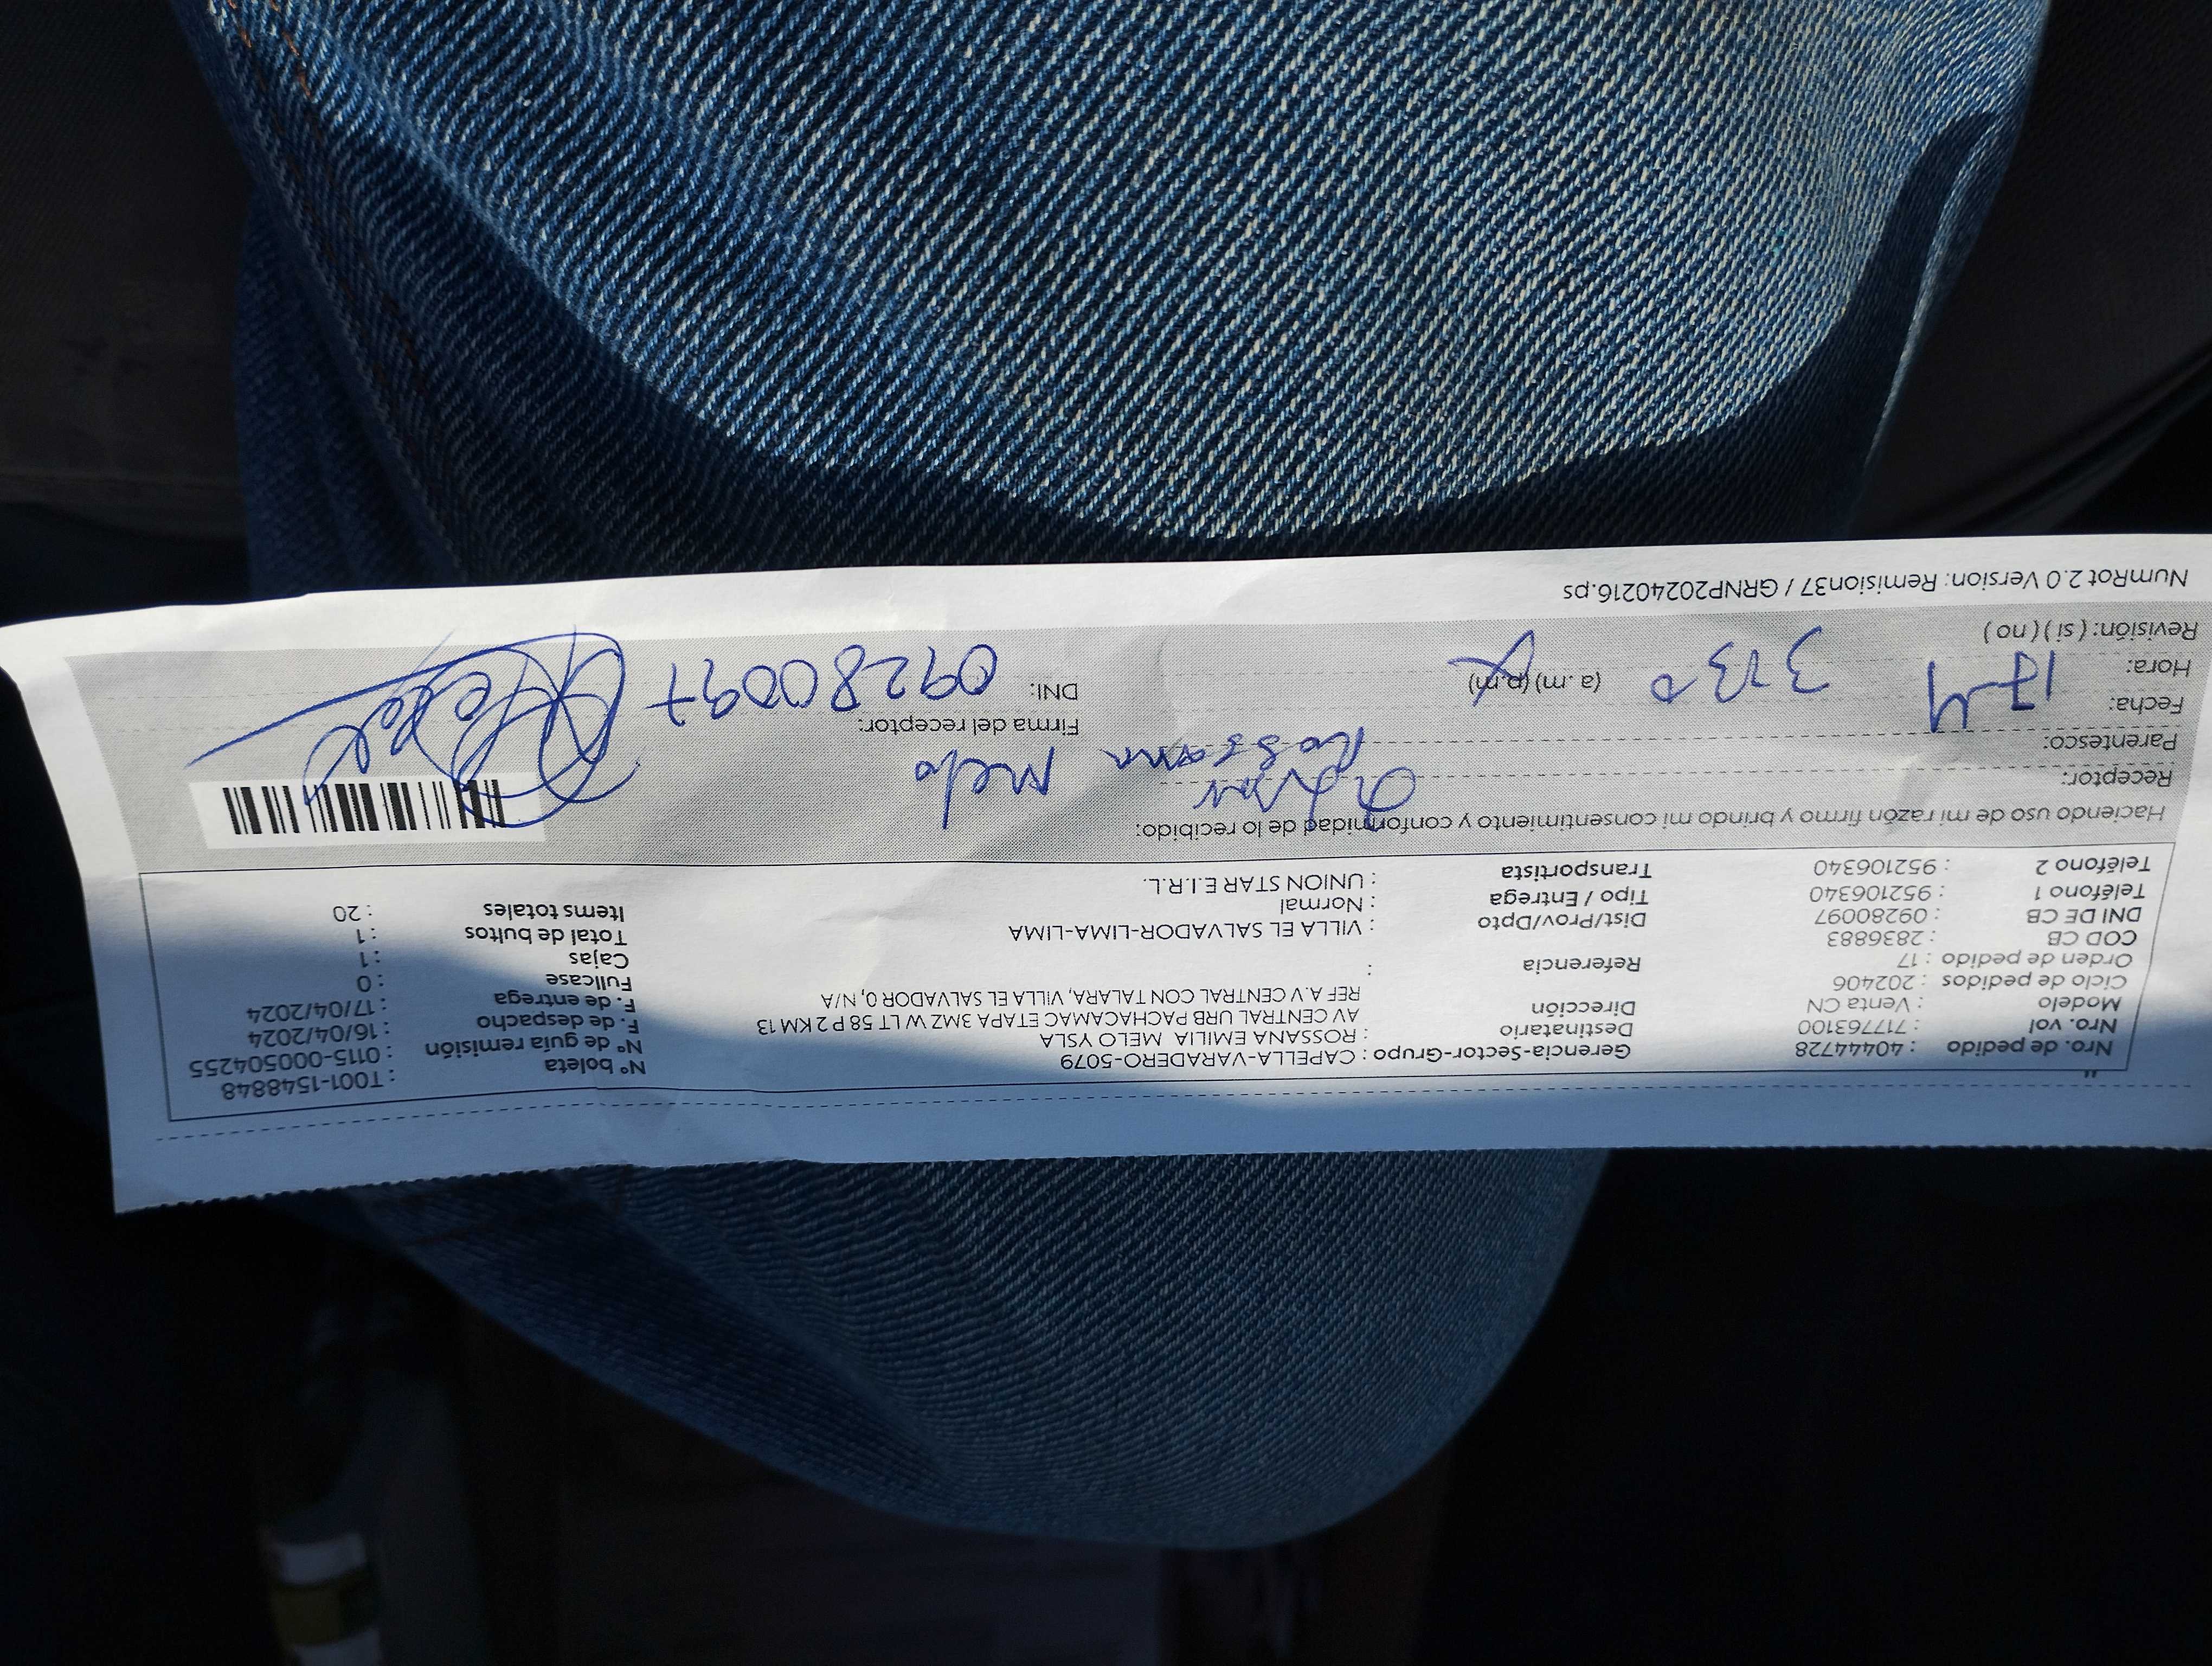 Nro. de pedido : 40444728 Gerencia-Sector-Grupo : CAPELLA-VARADERO-5079 Nº boleta : T001-1548848
Nro. vol : 717763100 Destinatario : ROSSANA EMILIA MELO YSLA Nº de guía remisión : 0115-000504255
Modelo : Venta CN Dirección AV CENTRAL URB PACHACAMAC ETAPA 3MZ W LT 58 P 2 KM 13 F. de despacho : 16/04/2024
Ciclo de pedidos : 202406 REF A.V CENTRAL CON TALARA, VILLA EL SALVADOR 0, N/A F. de entrega : 17/04/2024
Orden de pedido : 17 Referencia : Fullcase : 0
COD CB : 2836883 Cajas : 1
DNI DE CB : 09280097 Dist/Prov/Dpto : VILLA EL SALVADOR-LIMA-LIMA Total de bultos : 1
Teléfono 1 : 952106340 Tipo / Entrega : Normal Items totales : 20
Teléfono 2 : 952106340 Transportista : UNION STAR E.I.R.L.
Haciendo uso de mi razón firmo y brindo mi consentimiento y conformidad de lo recibido:
Receptor: Rossana Melo
Parentesco:
Firma del receptor:
Fecha: 17-4
DNI: 09280097
Hora: 3 13 (a.m) (p.m)
Revisión: ( si ) ( no )
NumRot 2.0 Version: Remision37 / GRNP20240216.ps